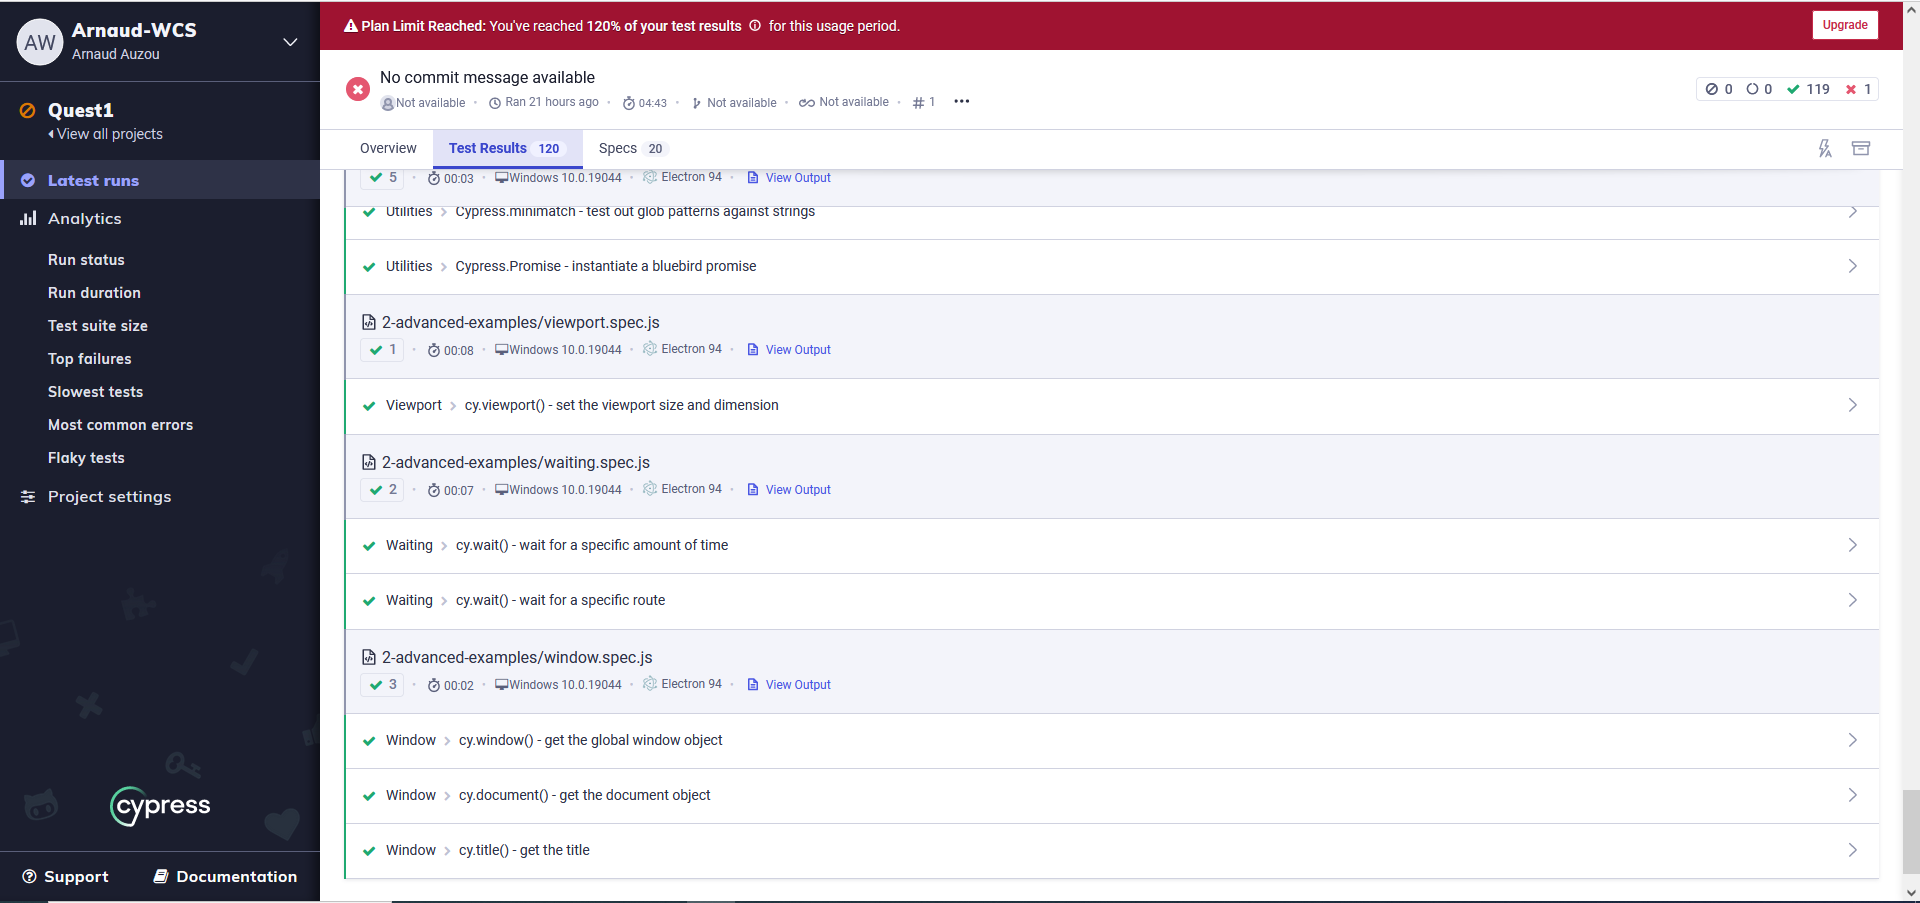 AW
Arnaud-WCS
Arnaud Auzou
Quest1
View all projects
Latest runs
Analytics
Run status
Run duration
Test suite size
Top failures
Slowest tests
Most common errors
Flaky tests
Project settings
cypress
Support
Documentation
Plan Limit Reached: You've reached 120% of your test results for this usage period.
Upgrade
No commit message available
Not available · Ran 21 hours ago · 04:43 · Not available · Not available · # 1 •••
0 0 119 1
Overview
Test Results 120
Specs 20
5 · 00:03 · Windows 10.0.19044 · Electron 94 · View Output
Utilities > Cypress.minimatch - test out glob patterns against strings
Utilities > Cypress.Promise - instantiate a bluebird promise
2-advanced-examples/viewport.spec.js
1 · 00:08 · Windows 10.0.19044 · Electron 94 · View Output
Viewport > cy.viewport() - set the viewport size and dimension
2-advanced-examples/waiting.spec.js
2 · 00:07 · Windows 10.0.19044 · Electron 94 · View Output
Waiting > cy.wait() - wait for a specific amount of time
Waiting > cy.wait() - wait for a specific route
2-advanced-examples/window.spec.js
3 · 00:02 · Windows 10.0.19044 · Electron 94 · View Output
Window > cy.window() - get the global window object
Window > cy.document() - get the document object
Window > cy.title() - get the title